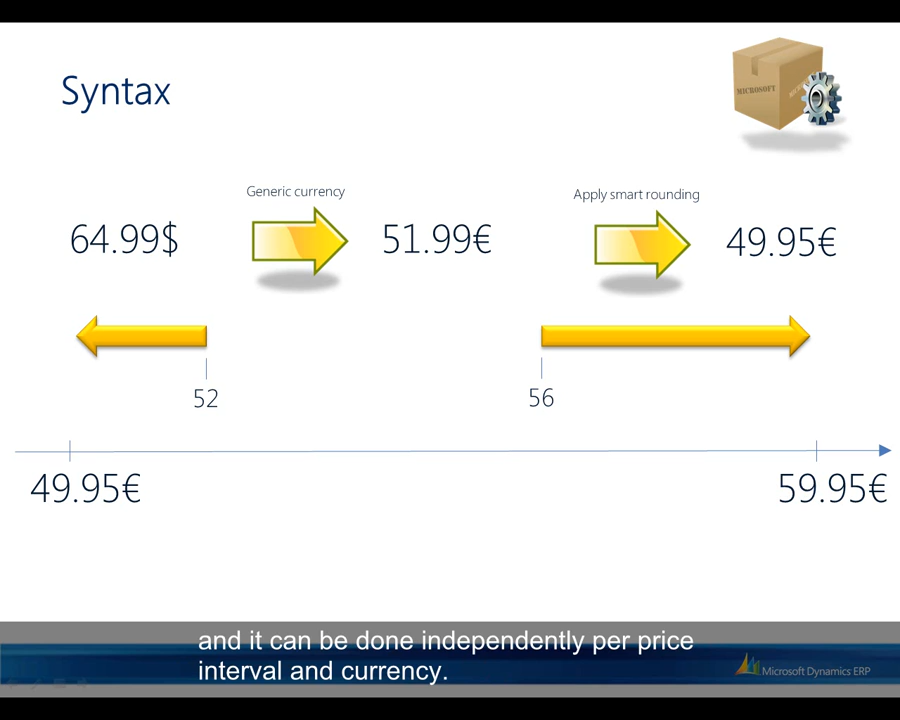 Syntax
MICROSOFT
Generic currency
Apply smart rounding
64.99$
51.99€
49.95€
52
56
49.95€
59.95€
and it can be done independently per price
interval and currency.
Microsoft Dynamics ERP